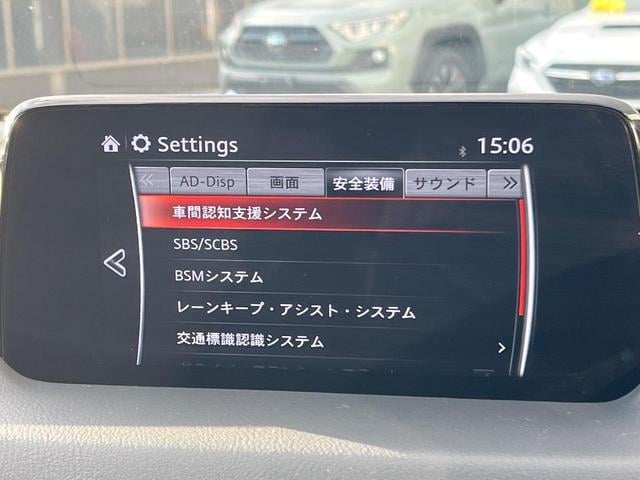 Settings
15:06
AD-Disp 画面 安全装備 サウンド
車間認知支援システム
SBS/SCBS
BSMシステム
レーンキープ・アシスト・システム
交通標識認識システム